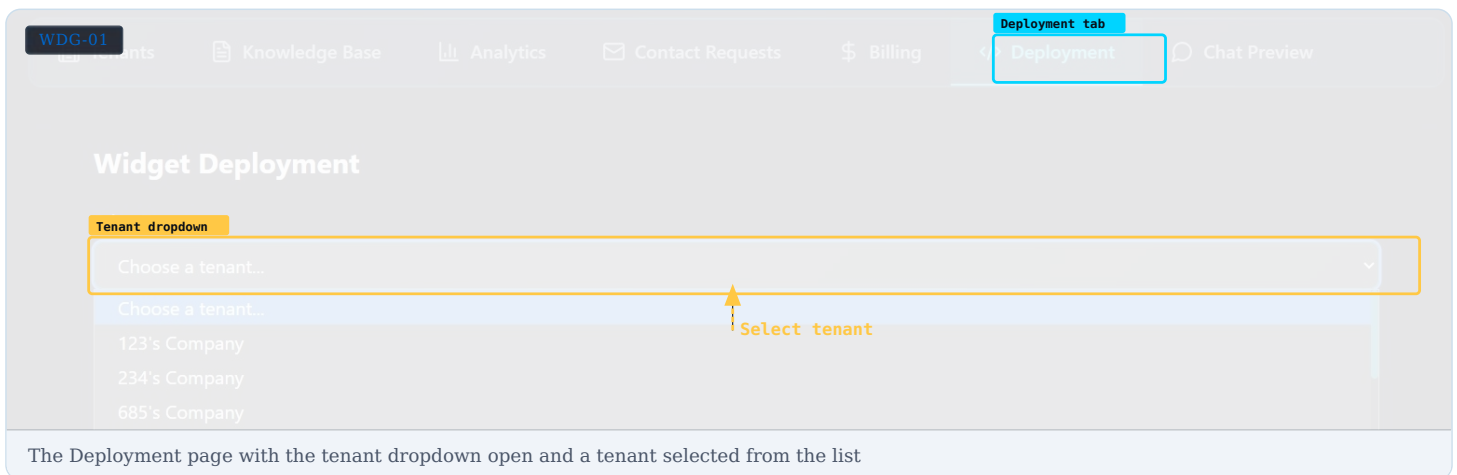 Deployment tab
WDG-01
Tenants Knowledge Base Analytics Contact Requests $ Billing </> Deployment Chat Preview
Widget Deployment
Tenant dropdown
Choose a tenant...
Choose a tenant...
Select tenant
123's Company
234's Company
685's Company
The Deployment page with the tenant dropdown open and a tenant selected from the list